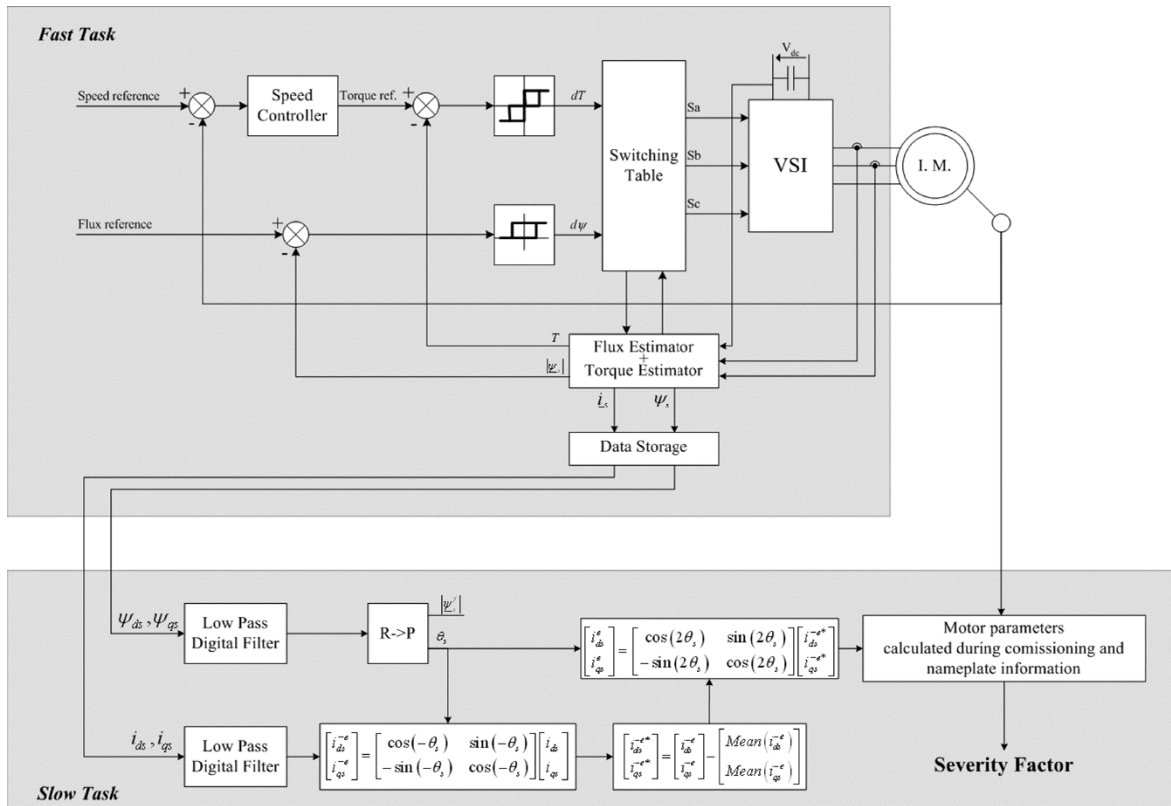 Fast Task
Speed reference
+
-
Speed
Controller
Torque ref.
+
-
dT
Switching
Table
Sa
Sb
Sc
V_dc
VSI
I. M.
Flux reference
+
-
dψ
T
|ψ_s|
Flux Estimator
+
Torque Estimator
i_s
ψ_s
Data Storage
ψ_ds , ψ_qs
Low Pass
Digital Filter
R->P
|ψ_s|
θ_s
[i_ds^e i_qs^e] = [cos(2θ_s) sin(2θ_s) -sin(2θ_s) cos(2θ_s)] [i_ds^-e* i_qs^-e*]
Motor parameters
calculated during comissioning and
nameplate information
i_ds , i_qs
Low Pass
Digital Filter
[i_ds^-e i_qs^-e] = [cos(-θ_s) sin(-θ_s) -sin(-θ_s) cos(-θ_s)] [i_ds i_qs]
[i_ds^-e* i_qs^-e*] = [i_ds^-e i_qs^-e] - [Mean(i_ds^-e) Mean(i_qs^-e)]
Severity Factor
Slow Task